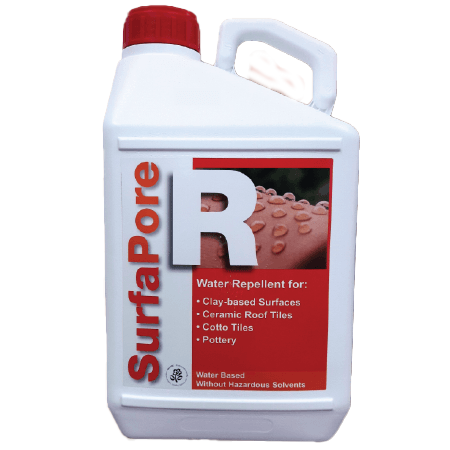 SurfaPore
R
Water Repellent for:
• Clay-based Surfaces
• Ceramic Roof Tiles
• Cotto Tiles
• Pottery
Water Based
Without Hazardous Solvents